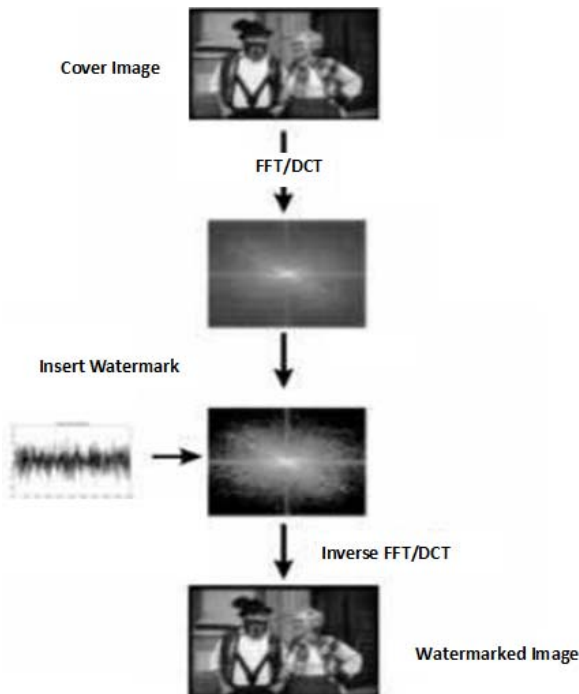 Cover Image
FFT/DCT
Insert Watermark
Inverse FFT/DCT
Watermarked Image